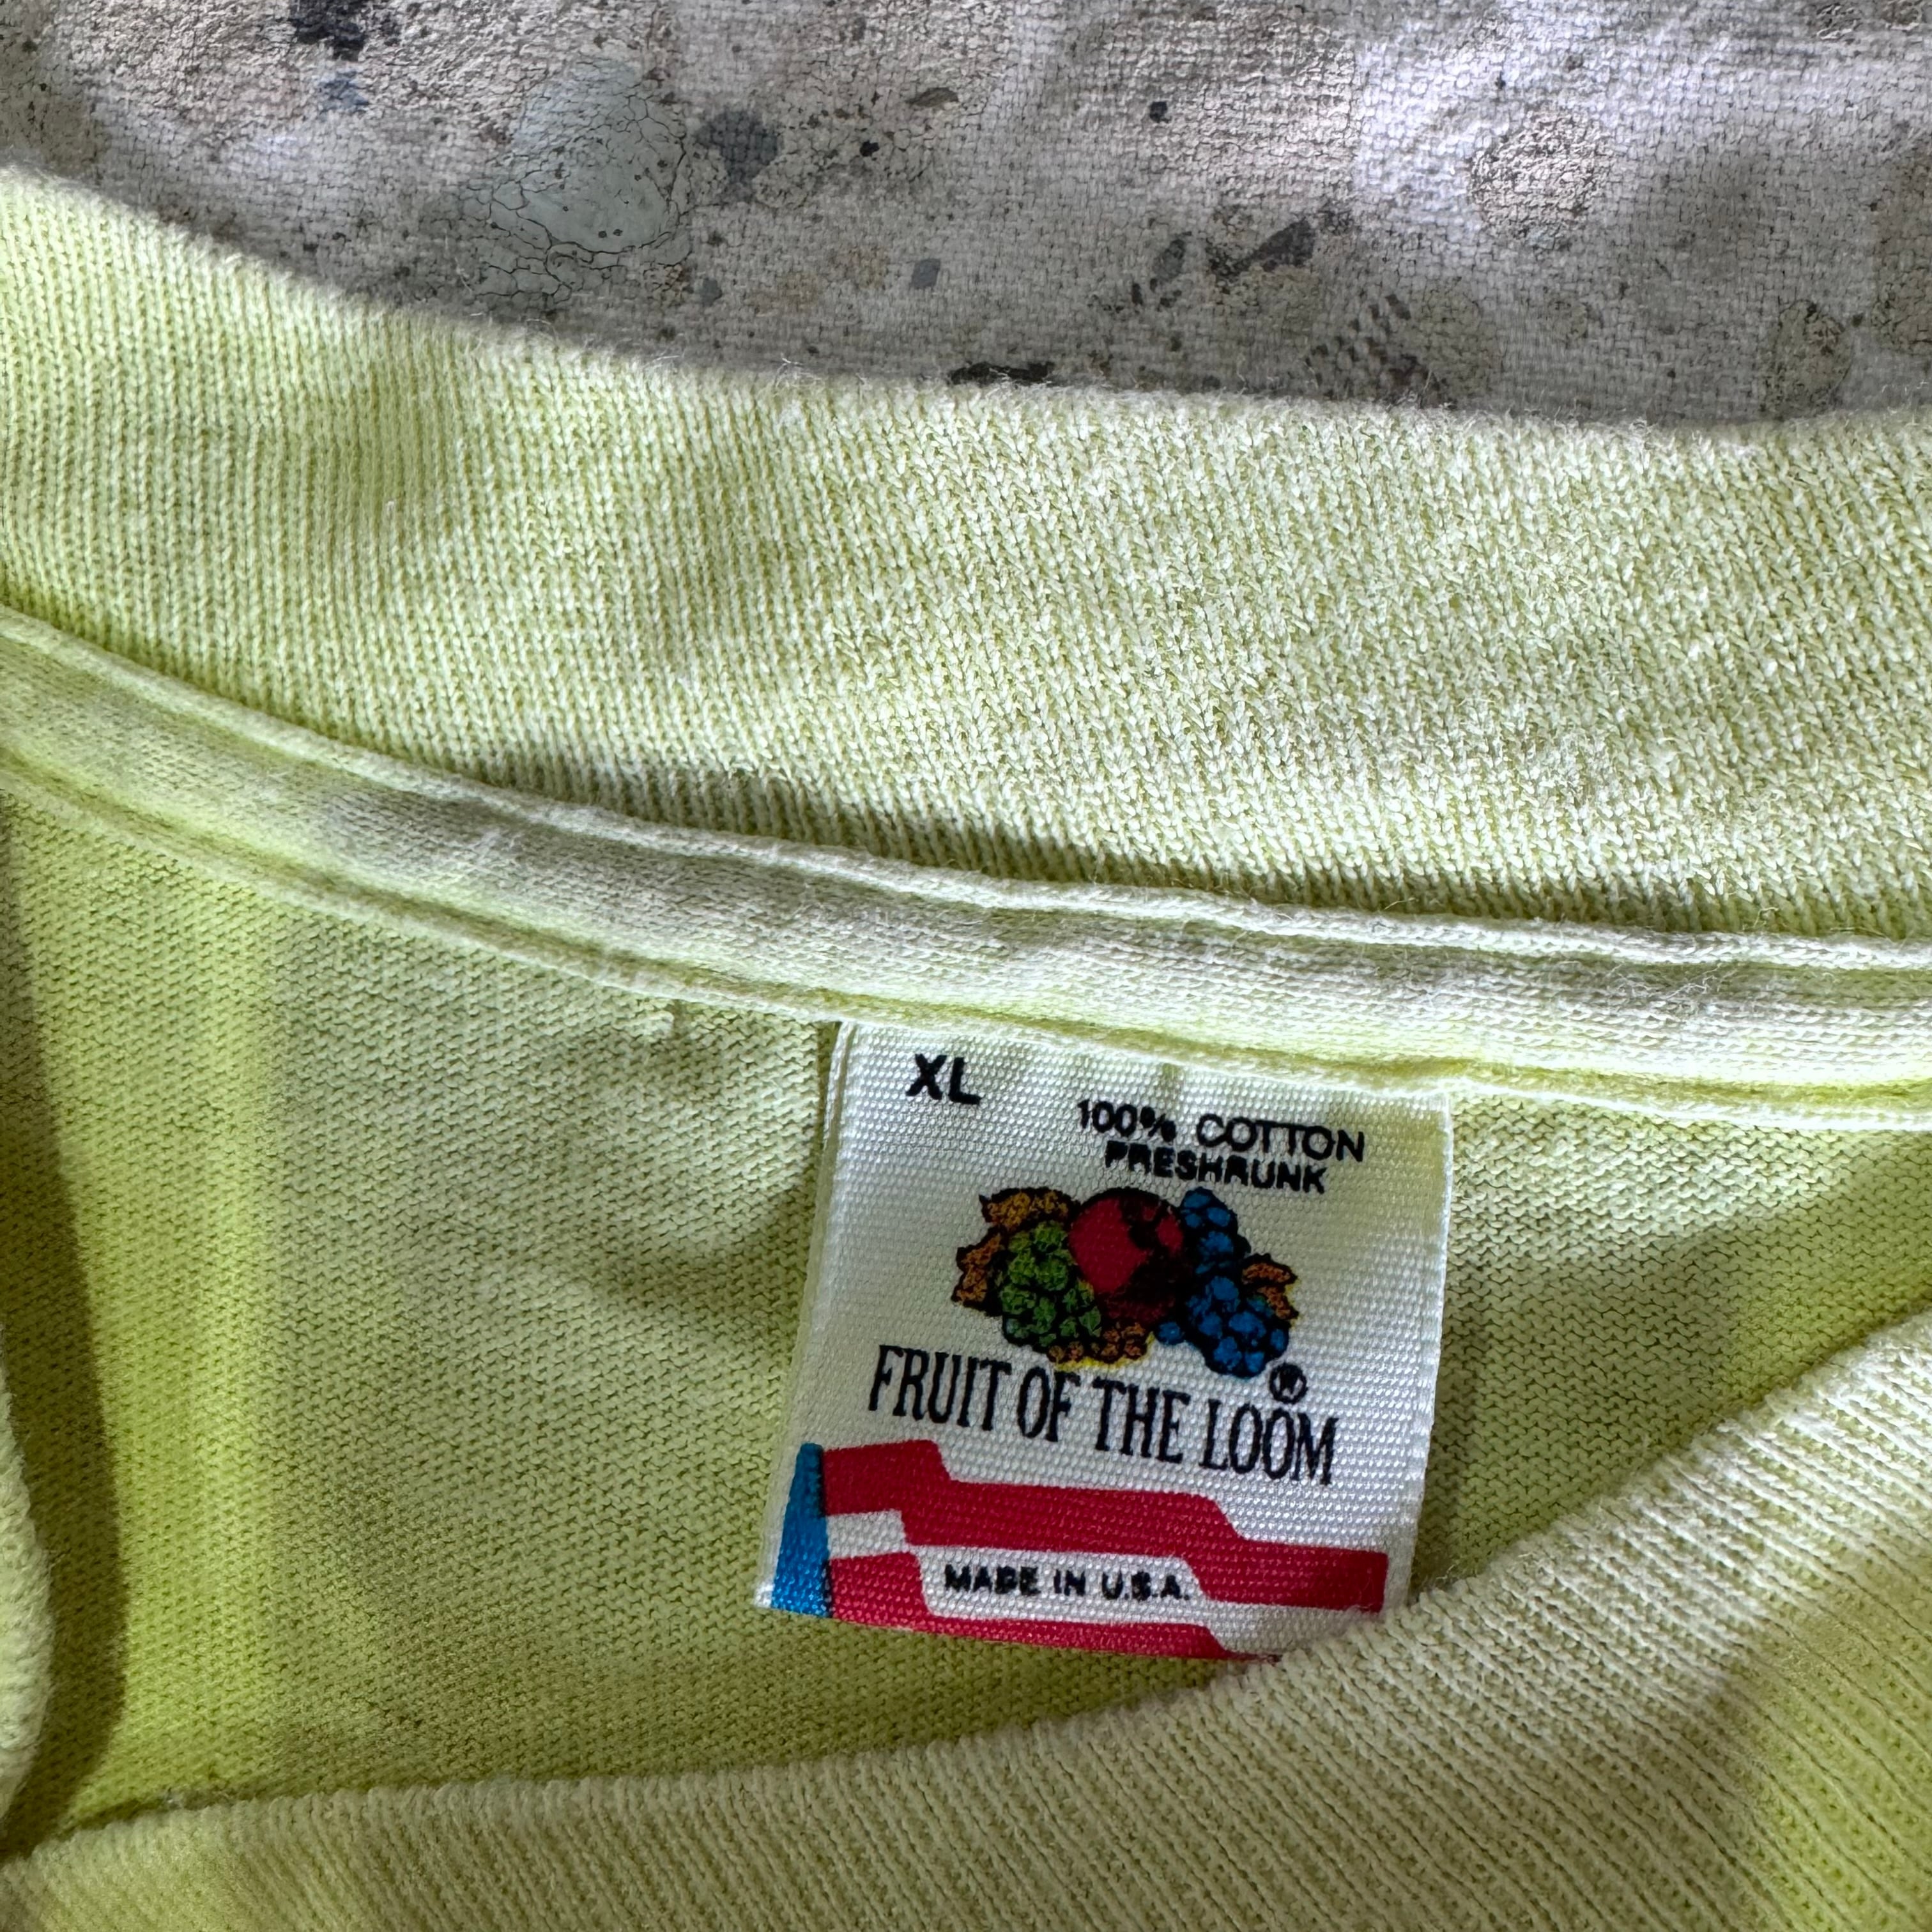 XL
100% COTTON
PRESHRUNK
FRUIT OF THE LOOM®
MADE IN U.S.A.